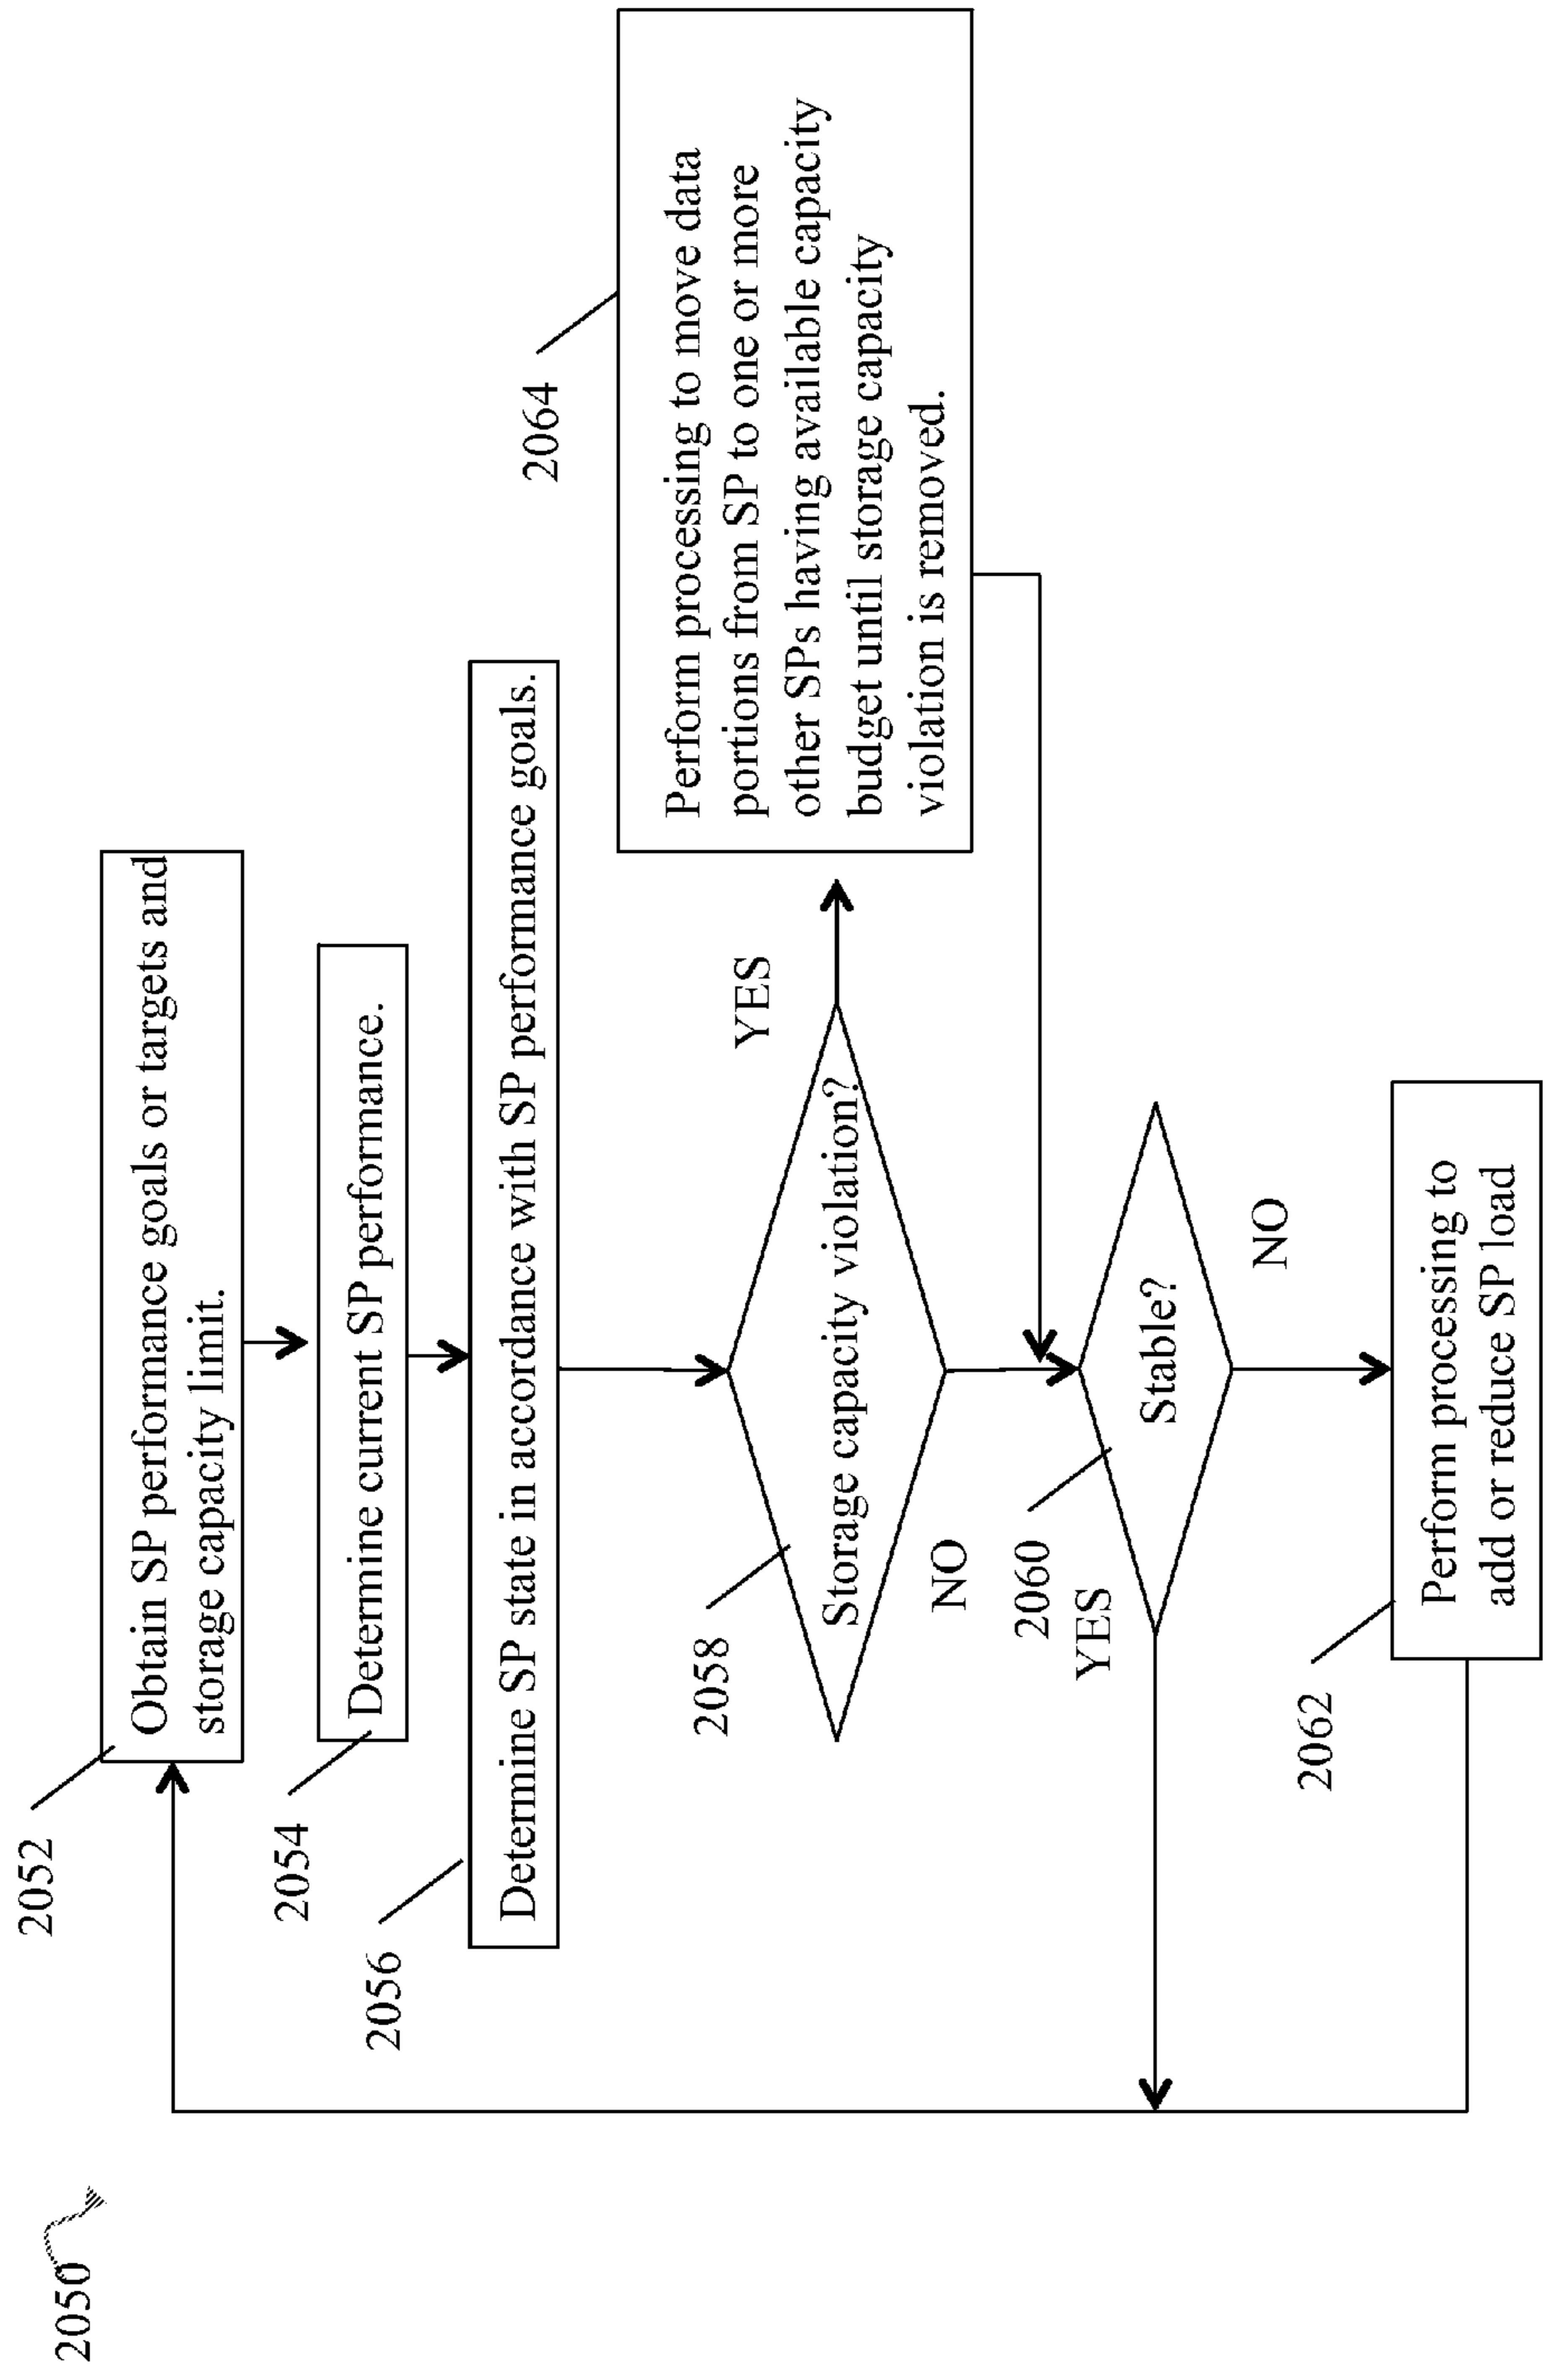 2050
2052
Obtain SP performance goals or targets and
storage capacity limit.
2054
Determine current SP performance.
2056
Determine SP state in accordance with SP performance goals.
2058
Storage capacity violation?
YES
2064
Perform processing to move data
portions from SP to one or more
other SPs having available capacity
budget until storage capacity
violation is removed.
NO
2060
YES
Stable?
NO
2062
Perform processing to
add or reduce SP load